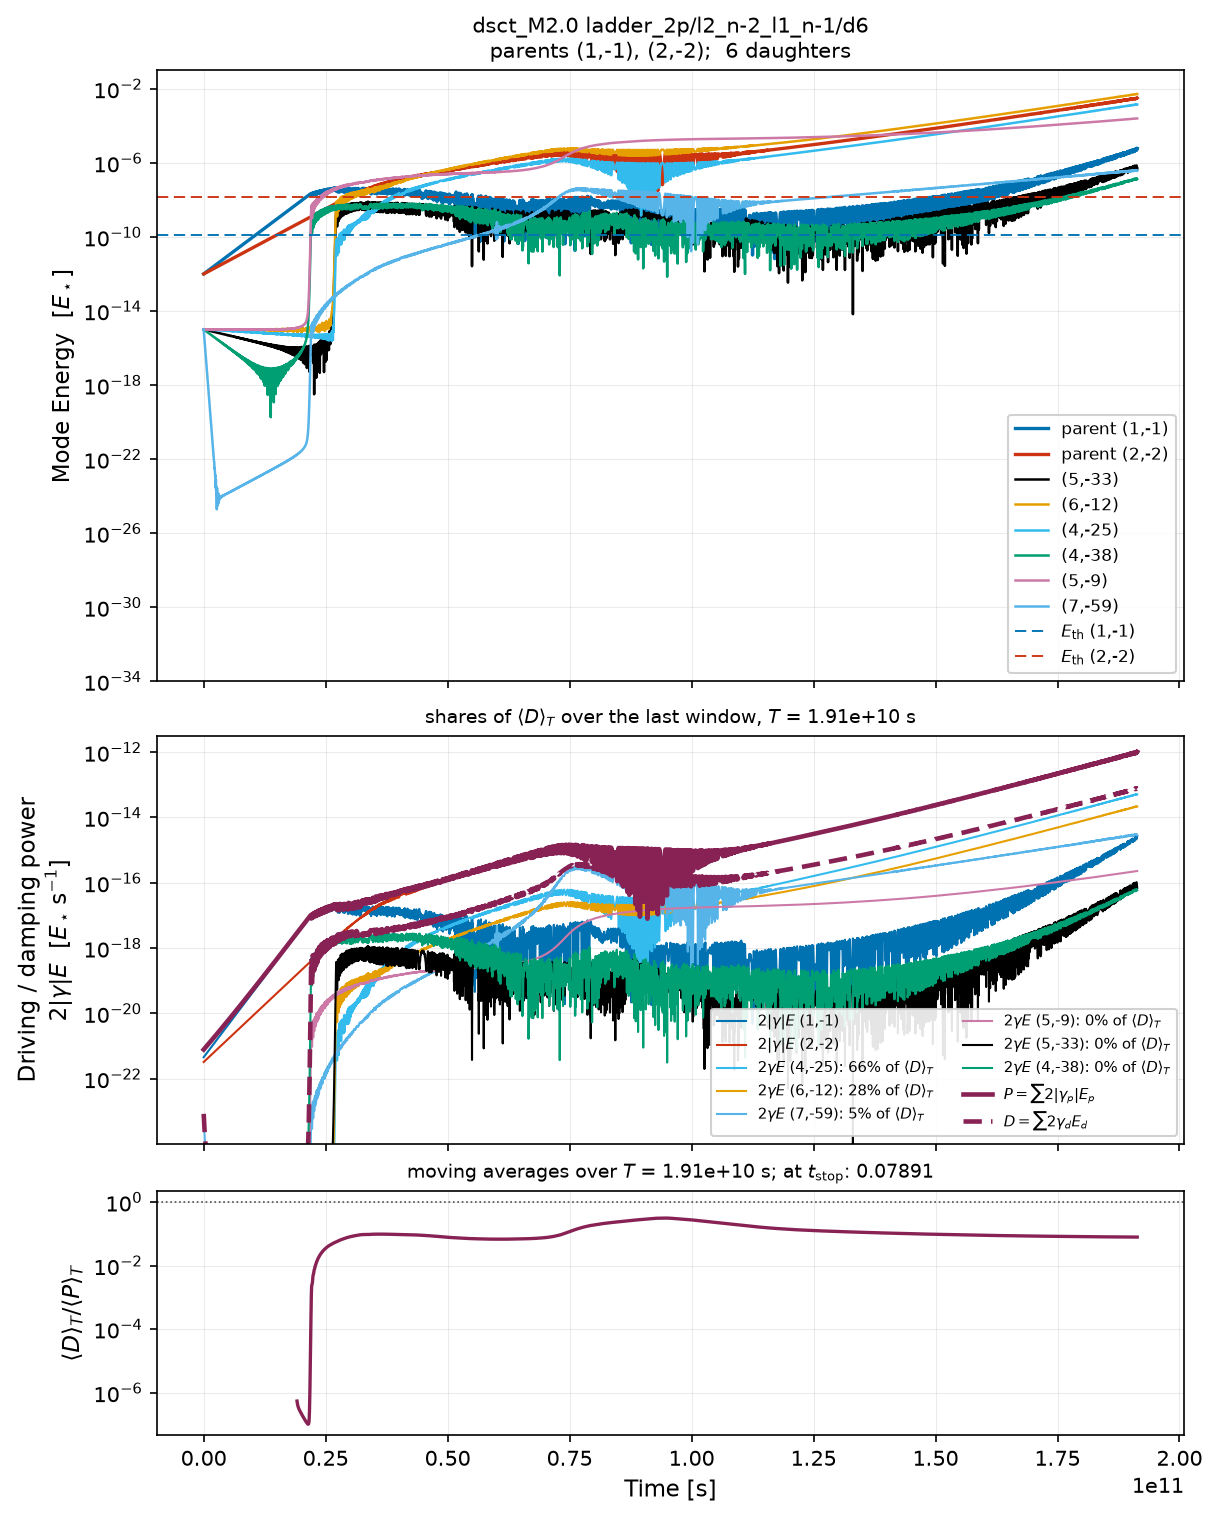 dsct_M2.0 ladder_2p/l2_n-2_l1_n-1/d6
parents (1,-1), (2,-2);  6 daughters
Mode Energy  [E⋆]
10⁻²
10⁻⁶
10⁻¹⁰
10⁻¹⁴
10⁻¹⁸
10⁻²²
10⁻²⁶
10⁻³⁰
10⁻³⁴
parent (1,-1)
parent (2,-2)
(5,-33)
(6,-12)
(4,-25)
(4,-38)
(5,-9)
(7,-59)
E_th (1,-1)
E_th (2,-2)
shares of ⟨D⟩_T over the last window, T = 1.91e+10 s
Driving / damping power
2|γ|E  [E⋆ s⁻¹]
10⁻¹²
10⁻¹⁴
10⁻¹⁶
10⁻¹⁸
10⁻²⁰
10⁻²²
2|γ|E (1,-1)
2|γ|E (2,-2)
2γE (4,-25): 66% of ⟨D⟩_T
2γE (6,-12): 28% of ⟨D⟩_T
2γE (7,-59): 5% of ⟨D⟩_T
2γE (5,-9): 0% of ⟨D⟩_T
2γE (5,-33): 0% of ⟨D⟩_T
2γE (4,-38): 0% of ⟨D⟩_T
P = ∑2|γ_p|E_p
D = ∑2γ_dE_d
moving averages over T = 1.91e+10 s; at t_stop: 0.07891
⟨D⟩_T/⟨P⟩_T
10⁰
10⁻²
10⁻⁴
10⁻⁶
0.00 0.25 0.50 0.75 1.00 1.25 1.50 1.75 2.00
1e11
Time [s]